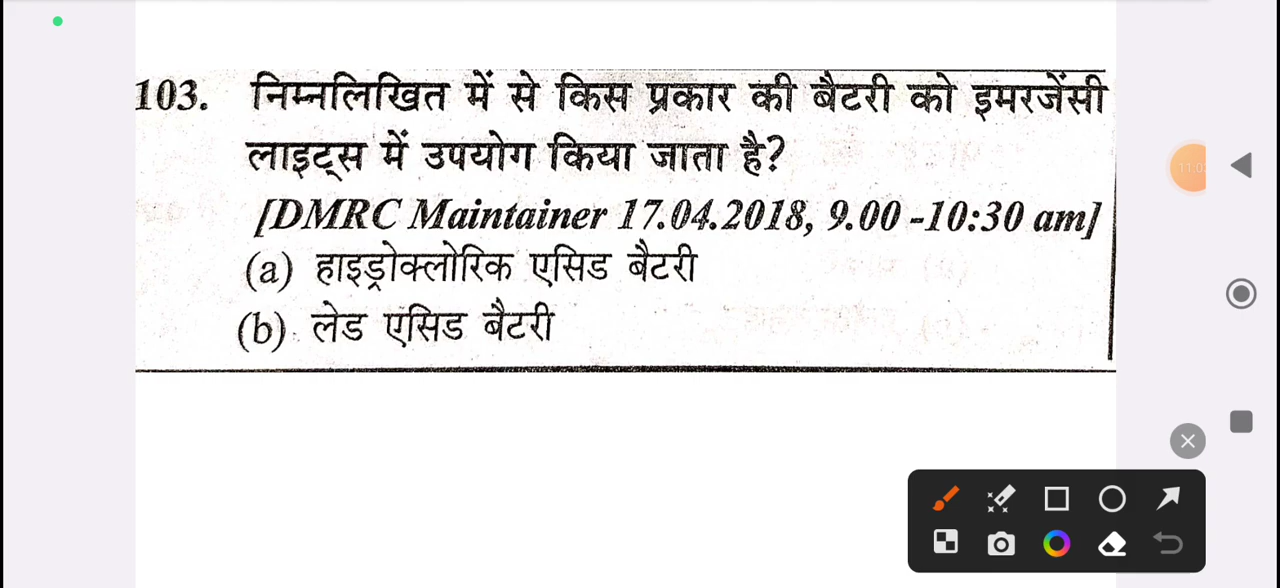 103. निम्नलिखित में से किस प्रकार की बैटरी को इमरजेंसी
लाइट्स में उपयोग किया जाता है?
[DMRC Maintainer 17.04.2018, 9.00 -10:30 am]
(a) हाइड्रोक्लोरिक एसिड बैटरी
(b) लेड एसिड बैटरी